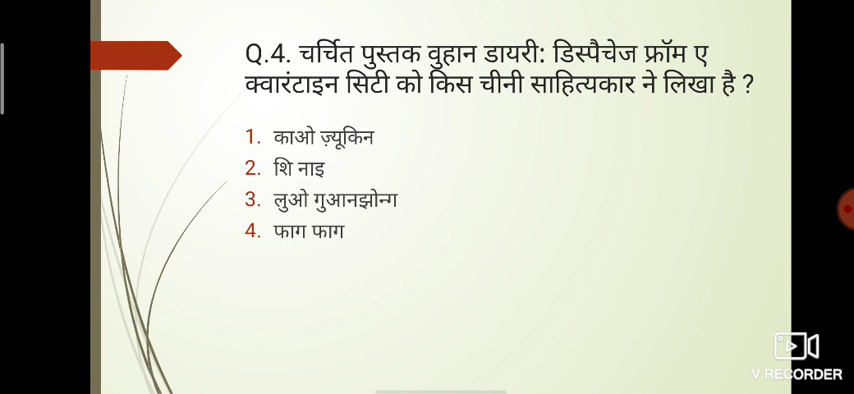 Q.4. चर्चित पुस्तक वुहान डायरी: डिस्पैचेज फ्रॉम ए
क्वारंटाइन सिटी को किस चीनी साहित्यकार ने लिखा है ?
1. काओ ज़्यूकिन
2. शि नाइ
3. लुओ गुआनझोन्ग
4. फाग फाग
V RECORDER